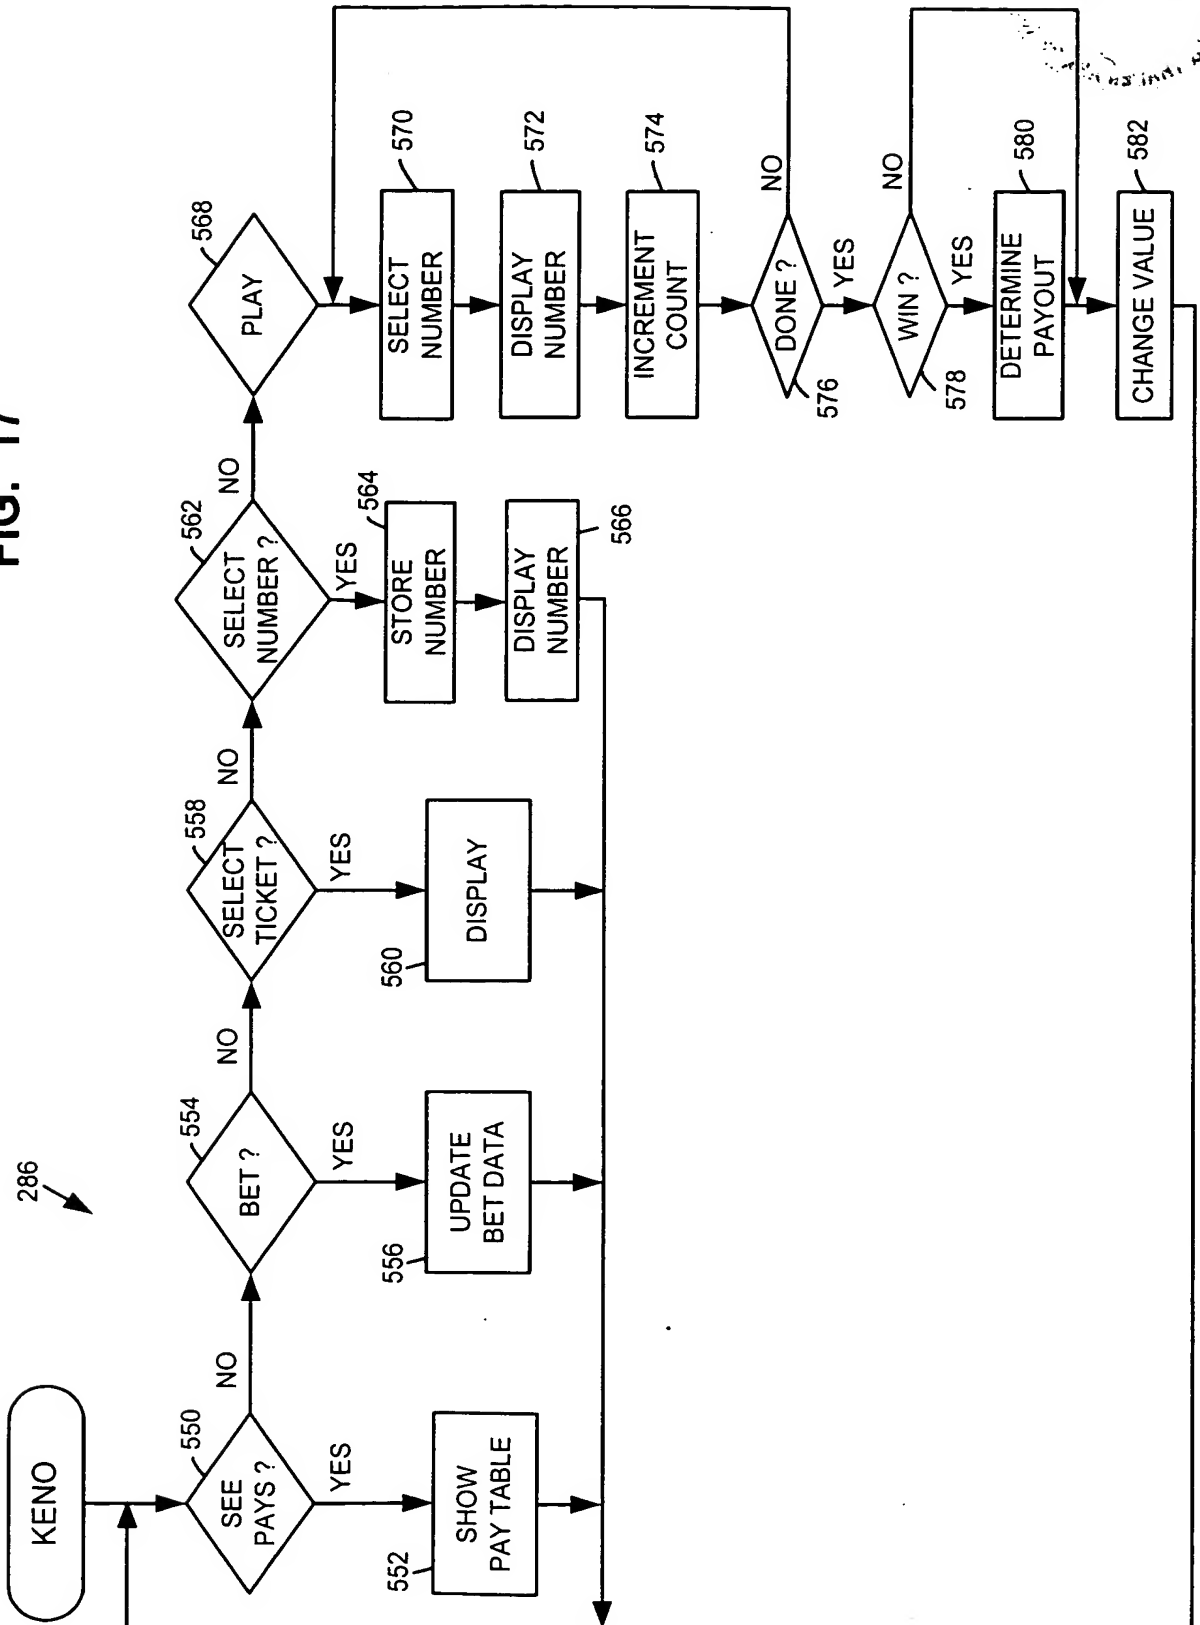 FIG. 17
286
KENO
550
SEE
PAYS ?
NO
YES
552
SHOW
PAY TABLE
554
BET ?
NO
YES
556
UPDATE
BET DATA
558
SELECT
TICKET ?
NO
YES
560
DISPLAY
562
SELECT
NUMBER ?
NO
YES
564
STORE
NUMBER
566
DISPLAY
NUMBER
568
PLAY
570
SELECT
NUMBER
572
DISPLAY
NUMBER
574
INCREMENT
COUNT
576
DONE ?
NO
YES
578
WIN ?
NO
YES
580
DETERMINE
PAYOUT
582
CHANGE VALUE